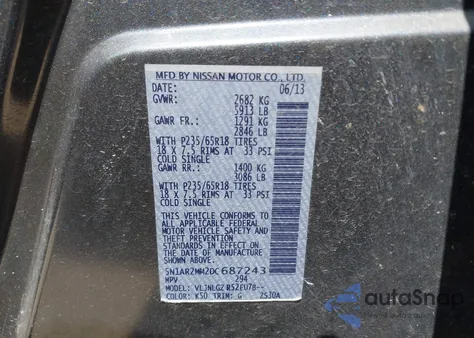 MFD BY NISSAN MOTOR CO., LTD.
DATE: 06/13
GVWR: 2682 KG
5913 LB
GAWR FR.: 1291 KG
2846 LB
WITH P235/65R18 TIRES
18 X 7.5 RIMS AT 33 PSI
COLD SINGLE
GAWR RR.: 1400 KG
3086 LB
WITH P235/65R18 TIRES
18 X 7.5 RIMS AT 33 PSI
COLD SINGLE
THIS VEHICLE CONFORMS TO
ALL APPLICABLE FEDERAL
MOTOR VEHICLE SAFETY AND
THEFT PREVENTION
STANDARDS IN EFFECT ON
THE DATE OF MANUFACTURE
SHOWN ABOVE.
5N1AR2MM2DC687243
MPV 294
MODEL:
COLOR: K50 TRIM: G 2530A
autoSnap